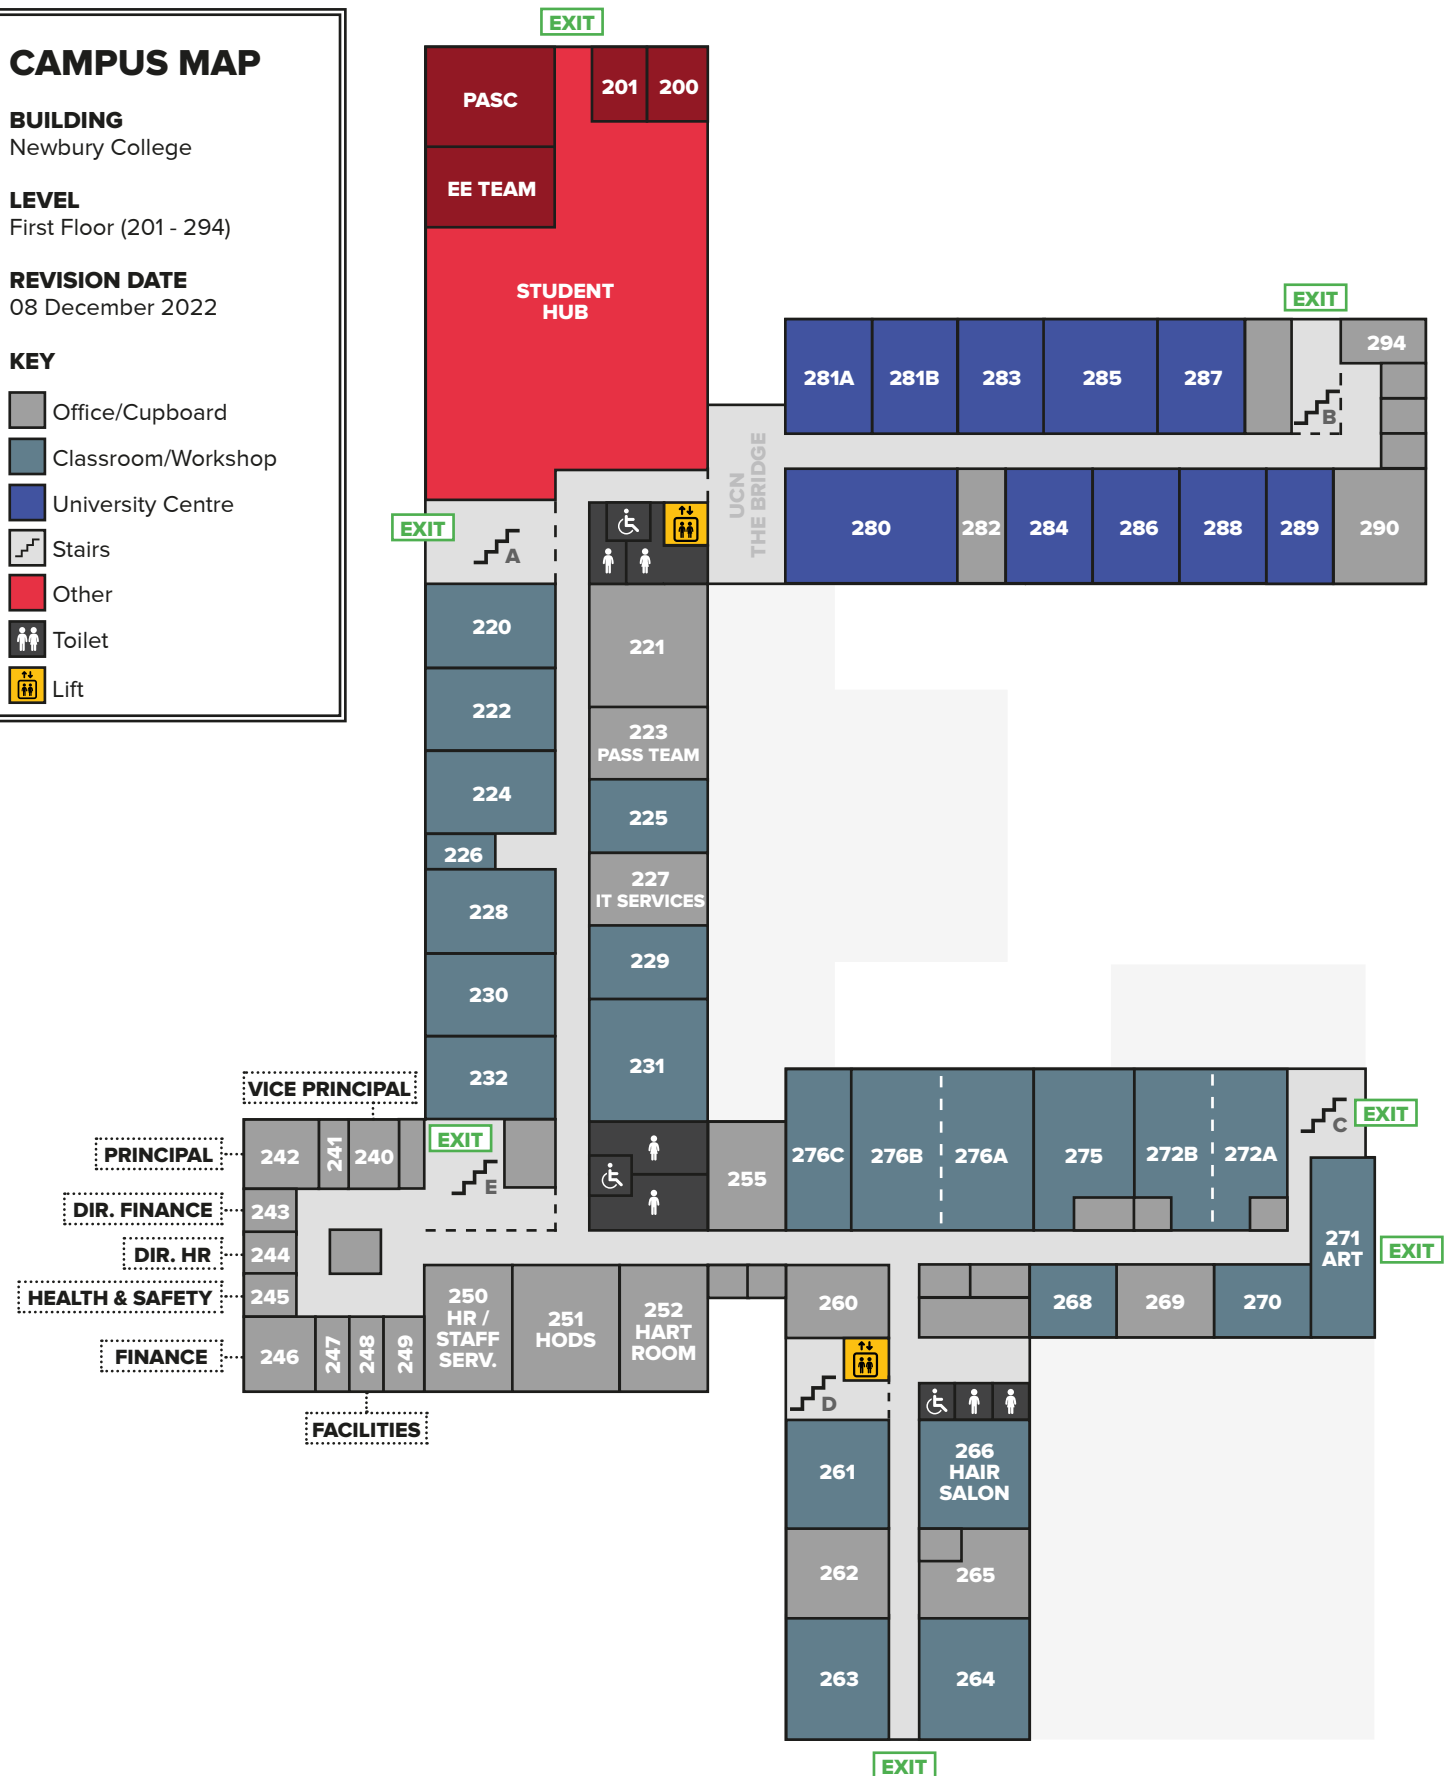 CAMPUS MAP
BUILDING
Newbury College
LEVEL
First Floor (201 - 294)
REVISION DATE
08 December 2022
KEY
Office/Cupboard
Classroom/Workshop
University Centre
Stairs
Other
Toilet
Lift
EXIT
PASC
201
200
EE TEAM
STUDENT
HUB
EXIT
281A
281B
283
285
287
294
B
UCN
THE BRIDGE
280
282
284
286
288
289
290
EXIT
A
220
221
222
223
PASS TEAM
224
225
226
227
IT SERVICES
228
229
230
231
232
VICE PRINCIPAL
PRINCIPAL
DIR. FINANCE
DIR. HR
HEALTH & SAFETY
FINANCE
FACILITIES
242
241
240
EXIT
E
243
244
245
246
247
248
249
250
HR /
STAFF
SERV.
251
HODS
252
HART
ROOM
255
276C
276B
276A
275
272B
272A
C
EXIT
271
ART
EXIT
260
268
269
270
D
261
266
HAIR
SALON
262
265
263
264
EXIT